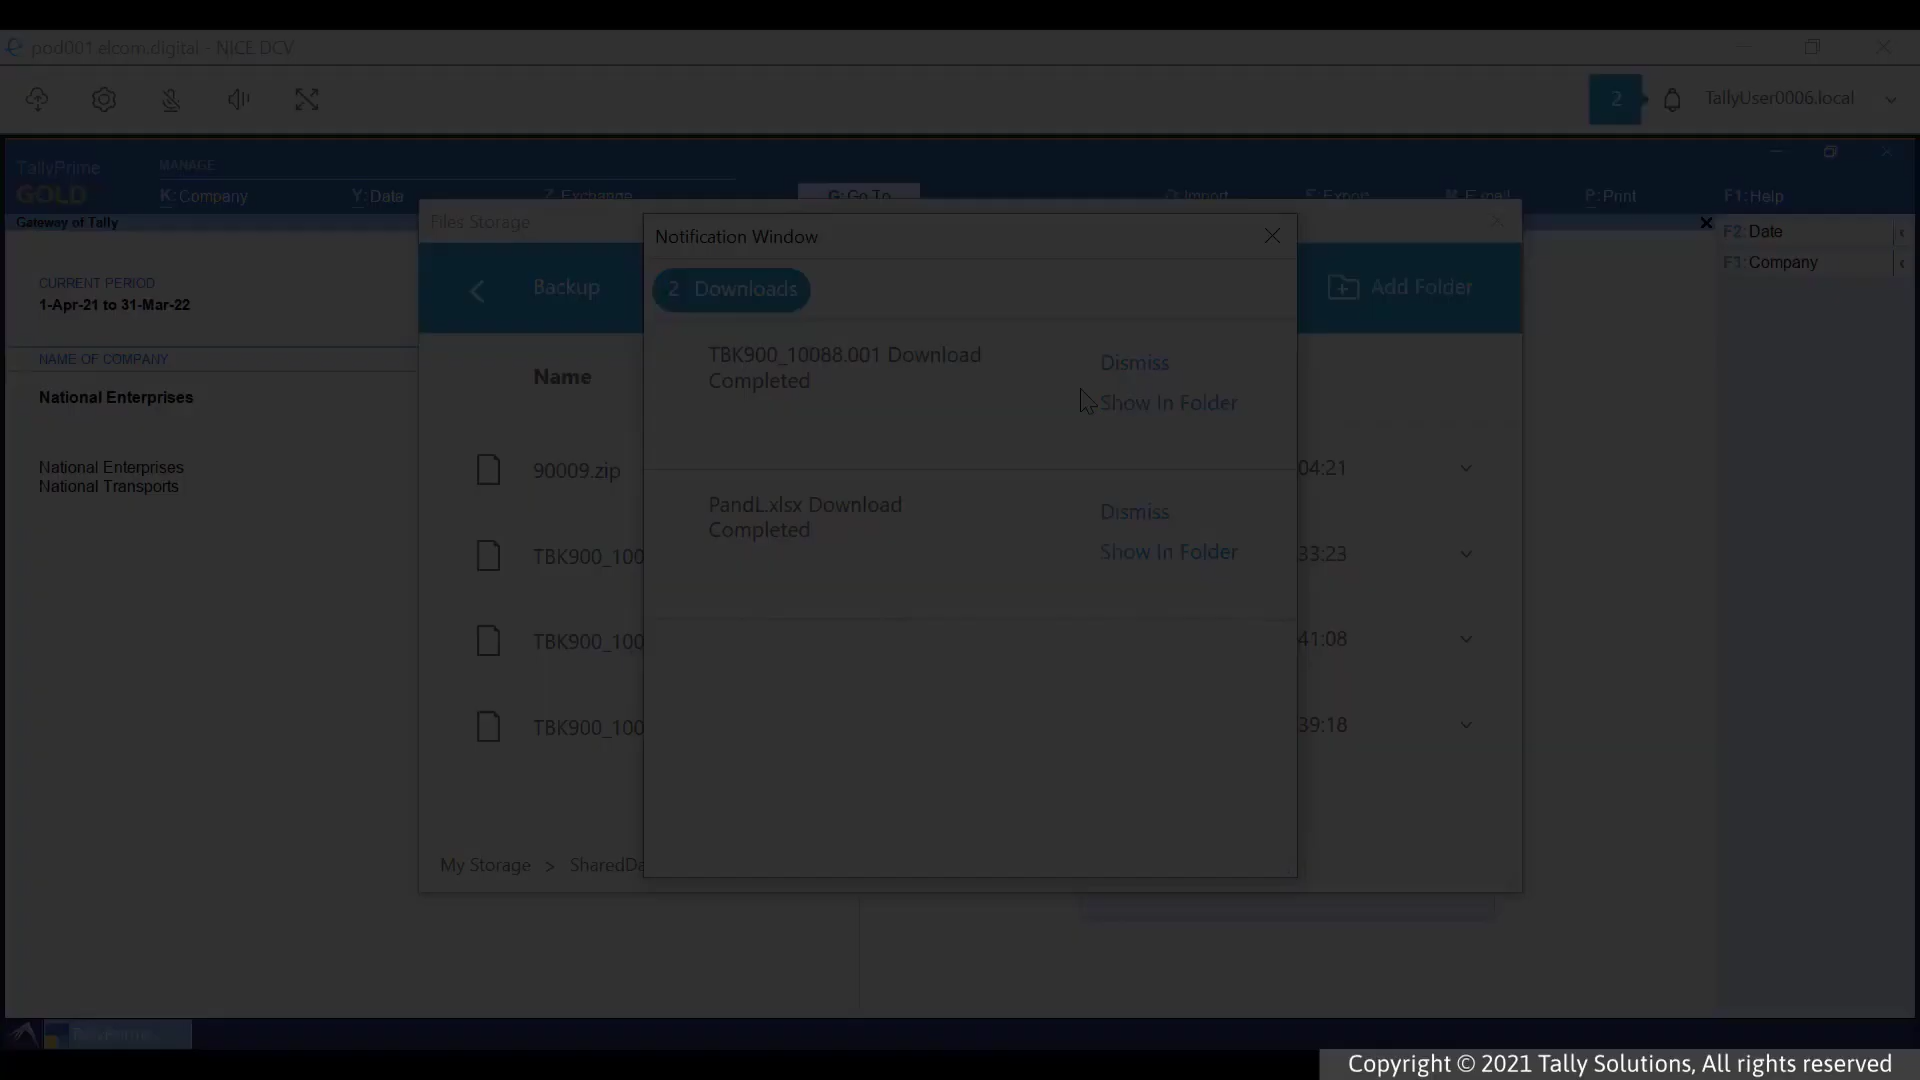 pod001.elcom.digital - NICE DCV
2
TallyUser0006.local
TallyPrime
GOLD
MANAGE
K: Company
Y: Data
Z: Exchange
G: Go To
O: Import
E: Export
M: E-mail
P: Print
F1: Help
Gateway of Tally
F2: Date
F3: Company
CURRENT PERIOD
1-Apr-21 to 31-Mar-22
NAME OF COMPANY
National Enterprises
National Enterprises
National Transports
Files Storage
Backup
Add Folder
Name
90009.zip
04:21
TBK900_100
33:23
TBK900_100
41:08
TBK900_100
39:18
My Storage > SharedDa
Notification Window
2 Downloads
TBK900_10088.001 Download
Completed
Dismiss
Show In Folder
PandL.xlsx Download
Completed
Dismiss
Show In Folder
TallyPrime
Copyright © 2021 Tally Solutions, All rights reserved